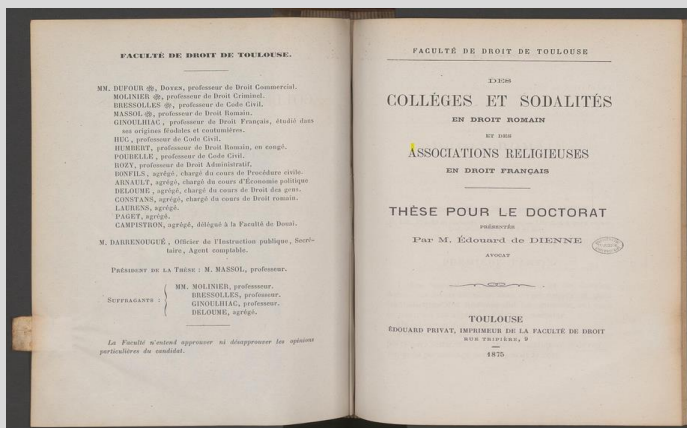 FACULTÉ DE DROIT DE TOULOUSE.
MM. DUFOUR ✻, DOYEN, professeur de Droit Commercial.
MOLINIER ✻, professeur de Droit Criminel.
BRESSOLLES ✻, professeur de Code Civil.
MASSOL ✻, professeur de Droit Romain.
GINOULHIAC, professeur de Droit Français, étudié dans
ses origines féodales et coutumières.
HUC, professeur de Code Civil.
HUMBERT, professeur de Droit Romain, en congé.
POUBELLE, professeur de Code Civil.
ROZY, professeur de Droit Administratif.
BONFILS, agrégé, chargé du cours de Procédure civile.
ARNAULT, agrégé, chargé du cours d'Économie politique
DELOUME, agrégé, chargé du cours de Droit des gens.
CONSTANS, agrégé, chargé du cours de Droit romain.
LAURENS, agrégé.
PAGET, agrégé.
CAMPISTRON, agrégé, délégué à la Faculté de Douai.
M. DARRENOUGUÉ, Officier de l'Instruction publique, Secré-
taire, Agent comptable.
PRÉSIDENT DE LA THÈSE : M. MASSOL, professeur.
SUFFRAGANTS :
MM. MOLINIER, professeur.
BRESSOLLES, professeur.
GINOULHIAC, professeur.
DELOUME, agrégé.
La Faculté n'entend approuver ni désapprouver les opinions
particulières du candidat.
FACULTÉ DE DROIT DE TOULOUSE
DES
COLLÉGES ET SODALITÉS
EN DROIT ROMAIN
ET DES
ASSOCIATIONS RELIGIEUSES
EN DROIT FRANÇAIS
THÈSE POUR LE DOCTORAT
PRÉSENTÉE
Par M. Édouard de DIENNE
AVOCAT
TOULOUSE
ÉDOUARD PRIVAT, IMPRIMEUR DE LA FACULTÉ DE DROIT
RUE TRIPIÈRE, 9
1875